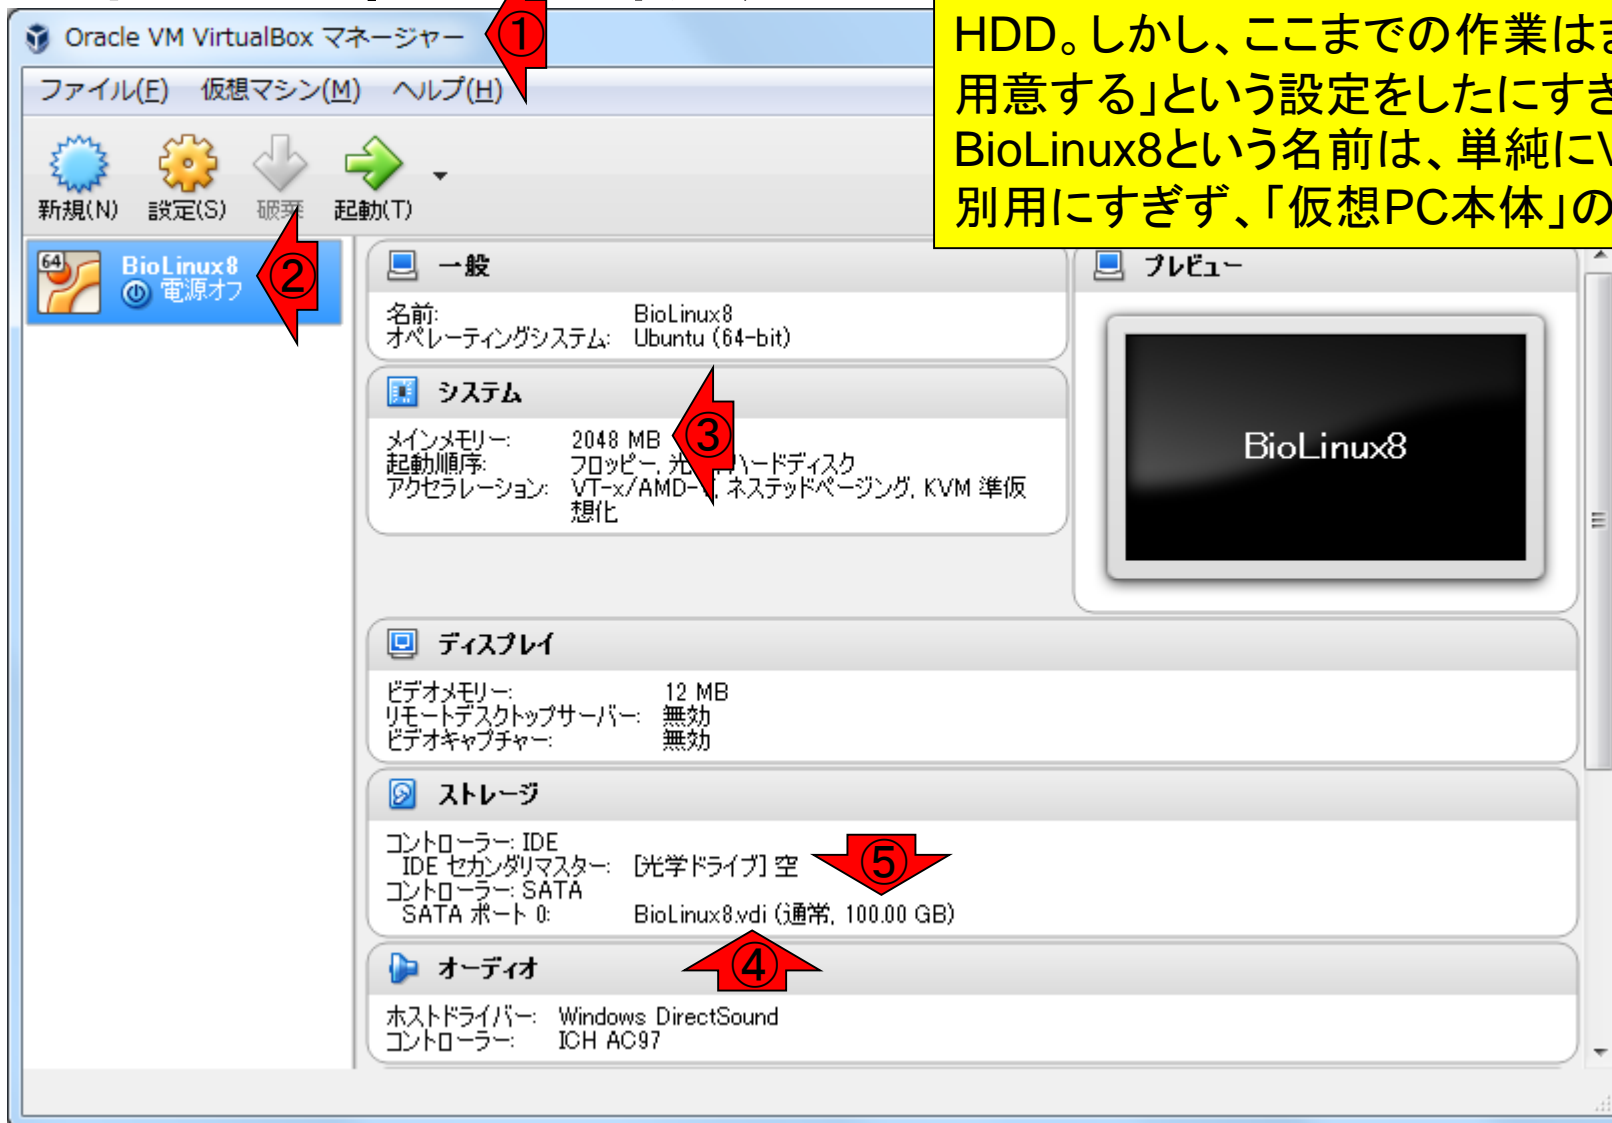 Oracle VM VirtualBox マネージャー
①
HDD。しかし、ここまでの作業は
用意する」という設定をしたにすぎ
BioLinux8という名前は、単純に
別用にすぎず、「仮想PC本体」の
ファイル(F) 仮想マシン(M) ヘルプ(H)
新規(N) 設定(S) 破棄 起動(T)
64
BioLinux8
電源オフ
②
一般
名前: BioLinux8
オペレーティングシステム: Ubuntu (64-bit)
プレビュー
BioLinux8
システム
メインメモリー: 2048 MB
③
起動順序: フロッピー, 光 ハードディスク
アクセラレーション: VT-x/AMD- ネステッドページング, KVM 準仮
想化
ディスプレイ
ビデオメモリー: 12 MB
リモートデスクトップサーバー: 無効
ビデオキャプチャー: 無効
ストレージ
コントローラー: IDE
IDE セカンダリマスター: [光学ドライブ] 空
⑤
コントローラー: SATA
SATA ポート 0: BioLinux8.vdi (通常, 100.00 GB)
④
オーディオ
ホストドライバー: Windows DirectSound
コントローラー: ICH AC97